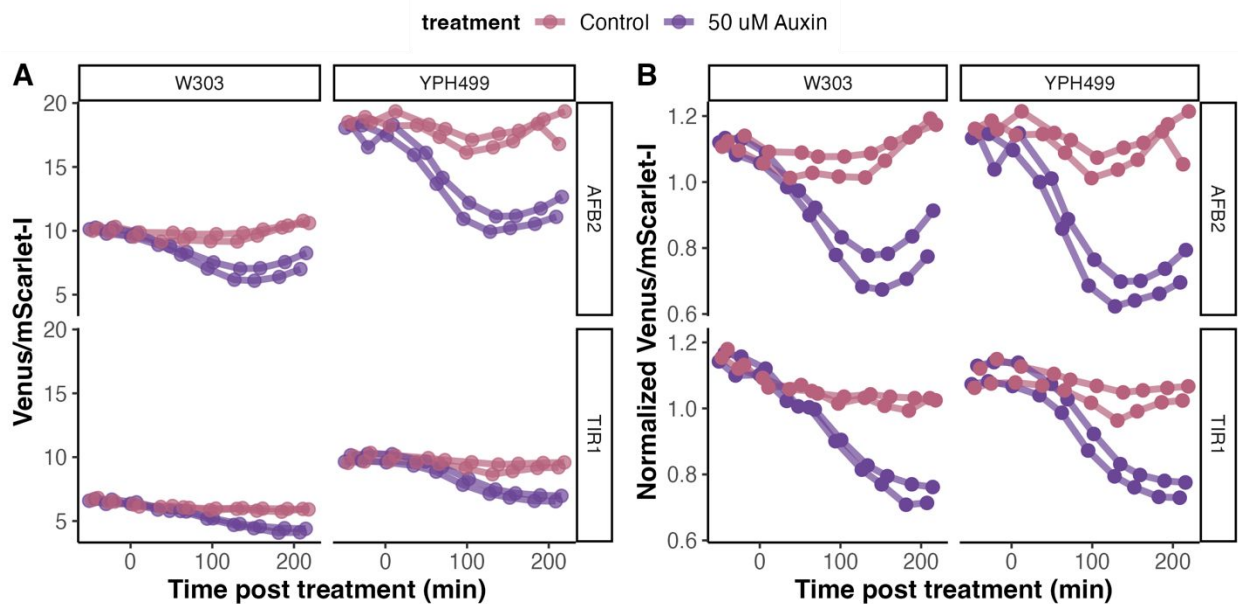 treatment Control 50 uM Auxin
A
W303 YPH499
Venus/mScarlet-I
20
15
10
5
AFB2
20
15
10
5
TIR1
0 100 200 0 100 200
Time post treatment (min)
B
W303 YPH499
Normalized Venus/mScarlet-I
1.2
1.0
0.8
0.6
AFB2
1.2
1.0
0.8
0.6
TIR1
0 100 200 0 100 200
Time post treatment (min)